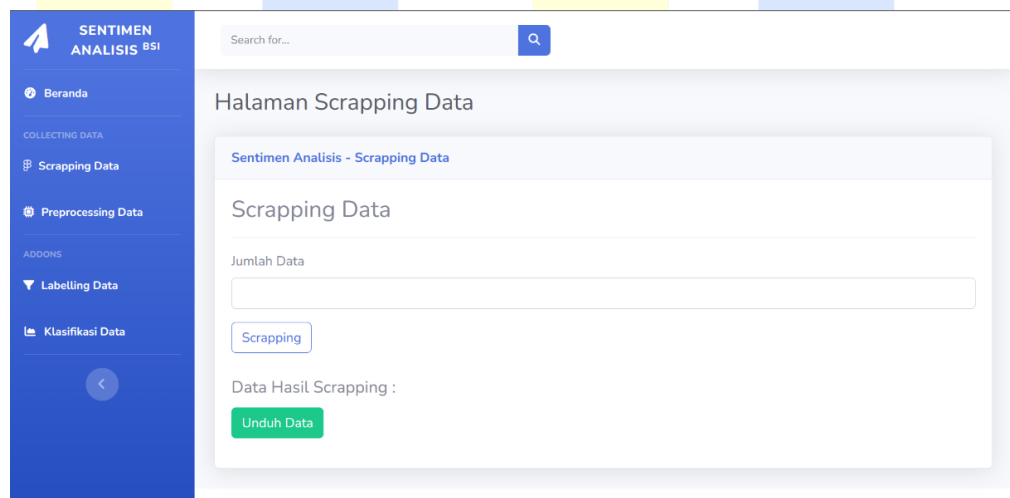 SENTIMEN
ANALISIS BSI
Search for...
Beranda
COLLECTING DATA
Scrapping Data
Preprocessing Data
ADDONS
Labelling Data
Klasifikasi Data
Halaman Scrapping Data
Sentimen Analisis - Scrapping Data
Scrapping Data
Jumlah Data
Scrapping
Data Hasil Scrapping :
Unduh Data